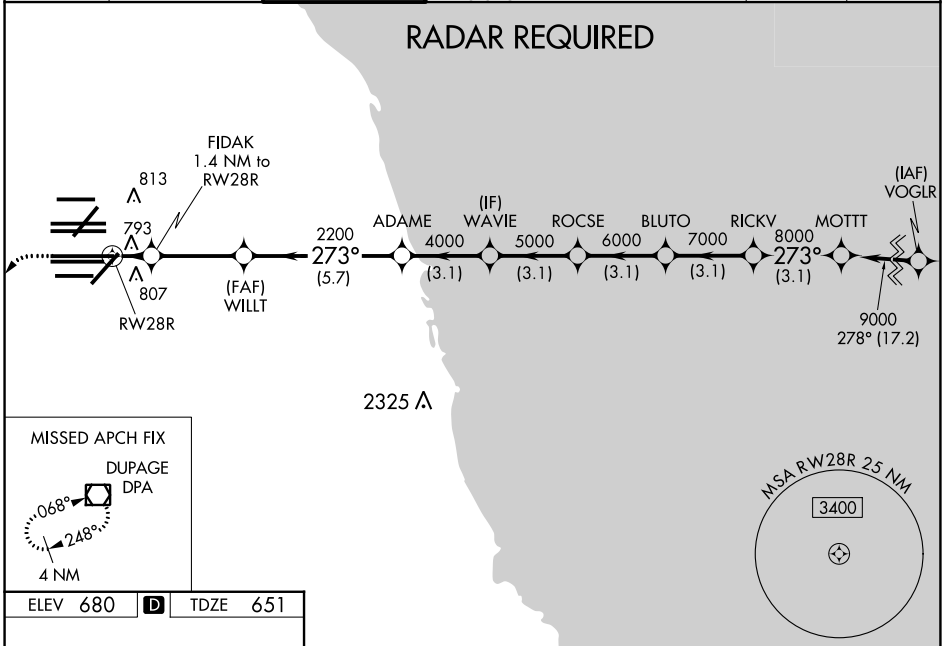 RADAR REQUIRED
FIDAK
1.4 NM to
RW28R
813
793
807
RW28R
(FAF)
WILLT
2200
273°
(5.7)
ADAME
4000
(3.1)
(IF)
WAVIE
5000
(3.1)
ROCSE
6000
(3.1)
BLUTO
7000
(3.1)
RICKV
8000
273°
(3.1)
MOTTT
(IAF)
VOGLR
9000
278° (17.2)
2325
MISSED APCH FIX
DUPAGE
DPA
068°
248°
4 NM
MSA RW28R 25 NM
3400
ELEV 680 D TDZE 651